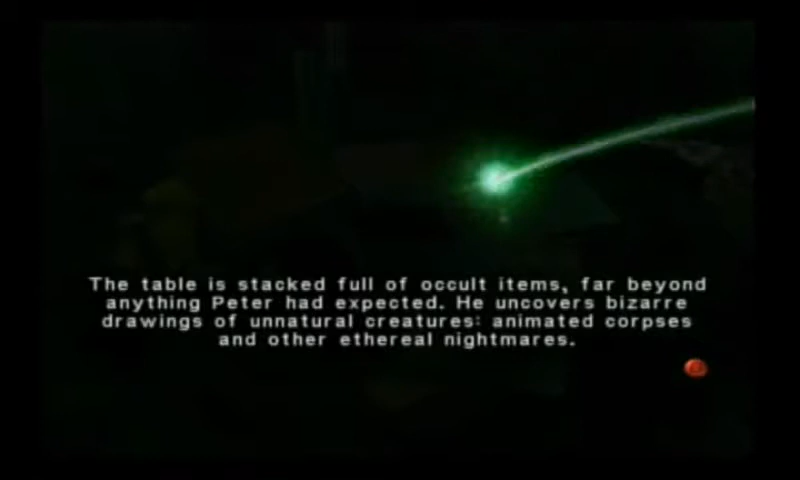 The table is stacked full of occult items, far beyond
anything Peter had expected. He uncovers bizarre
drawings of unnatural creatures: animated corpses
and other ethereal nightmares.